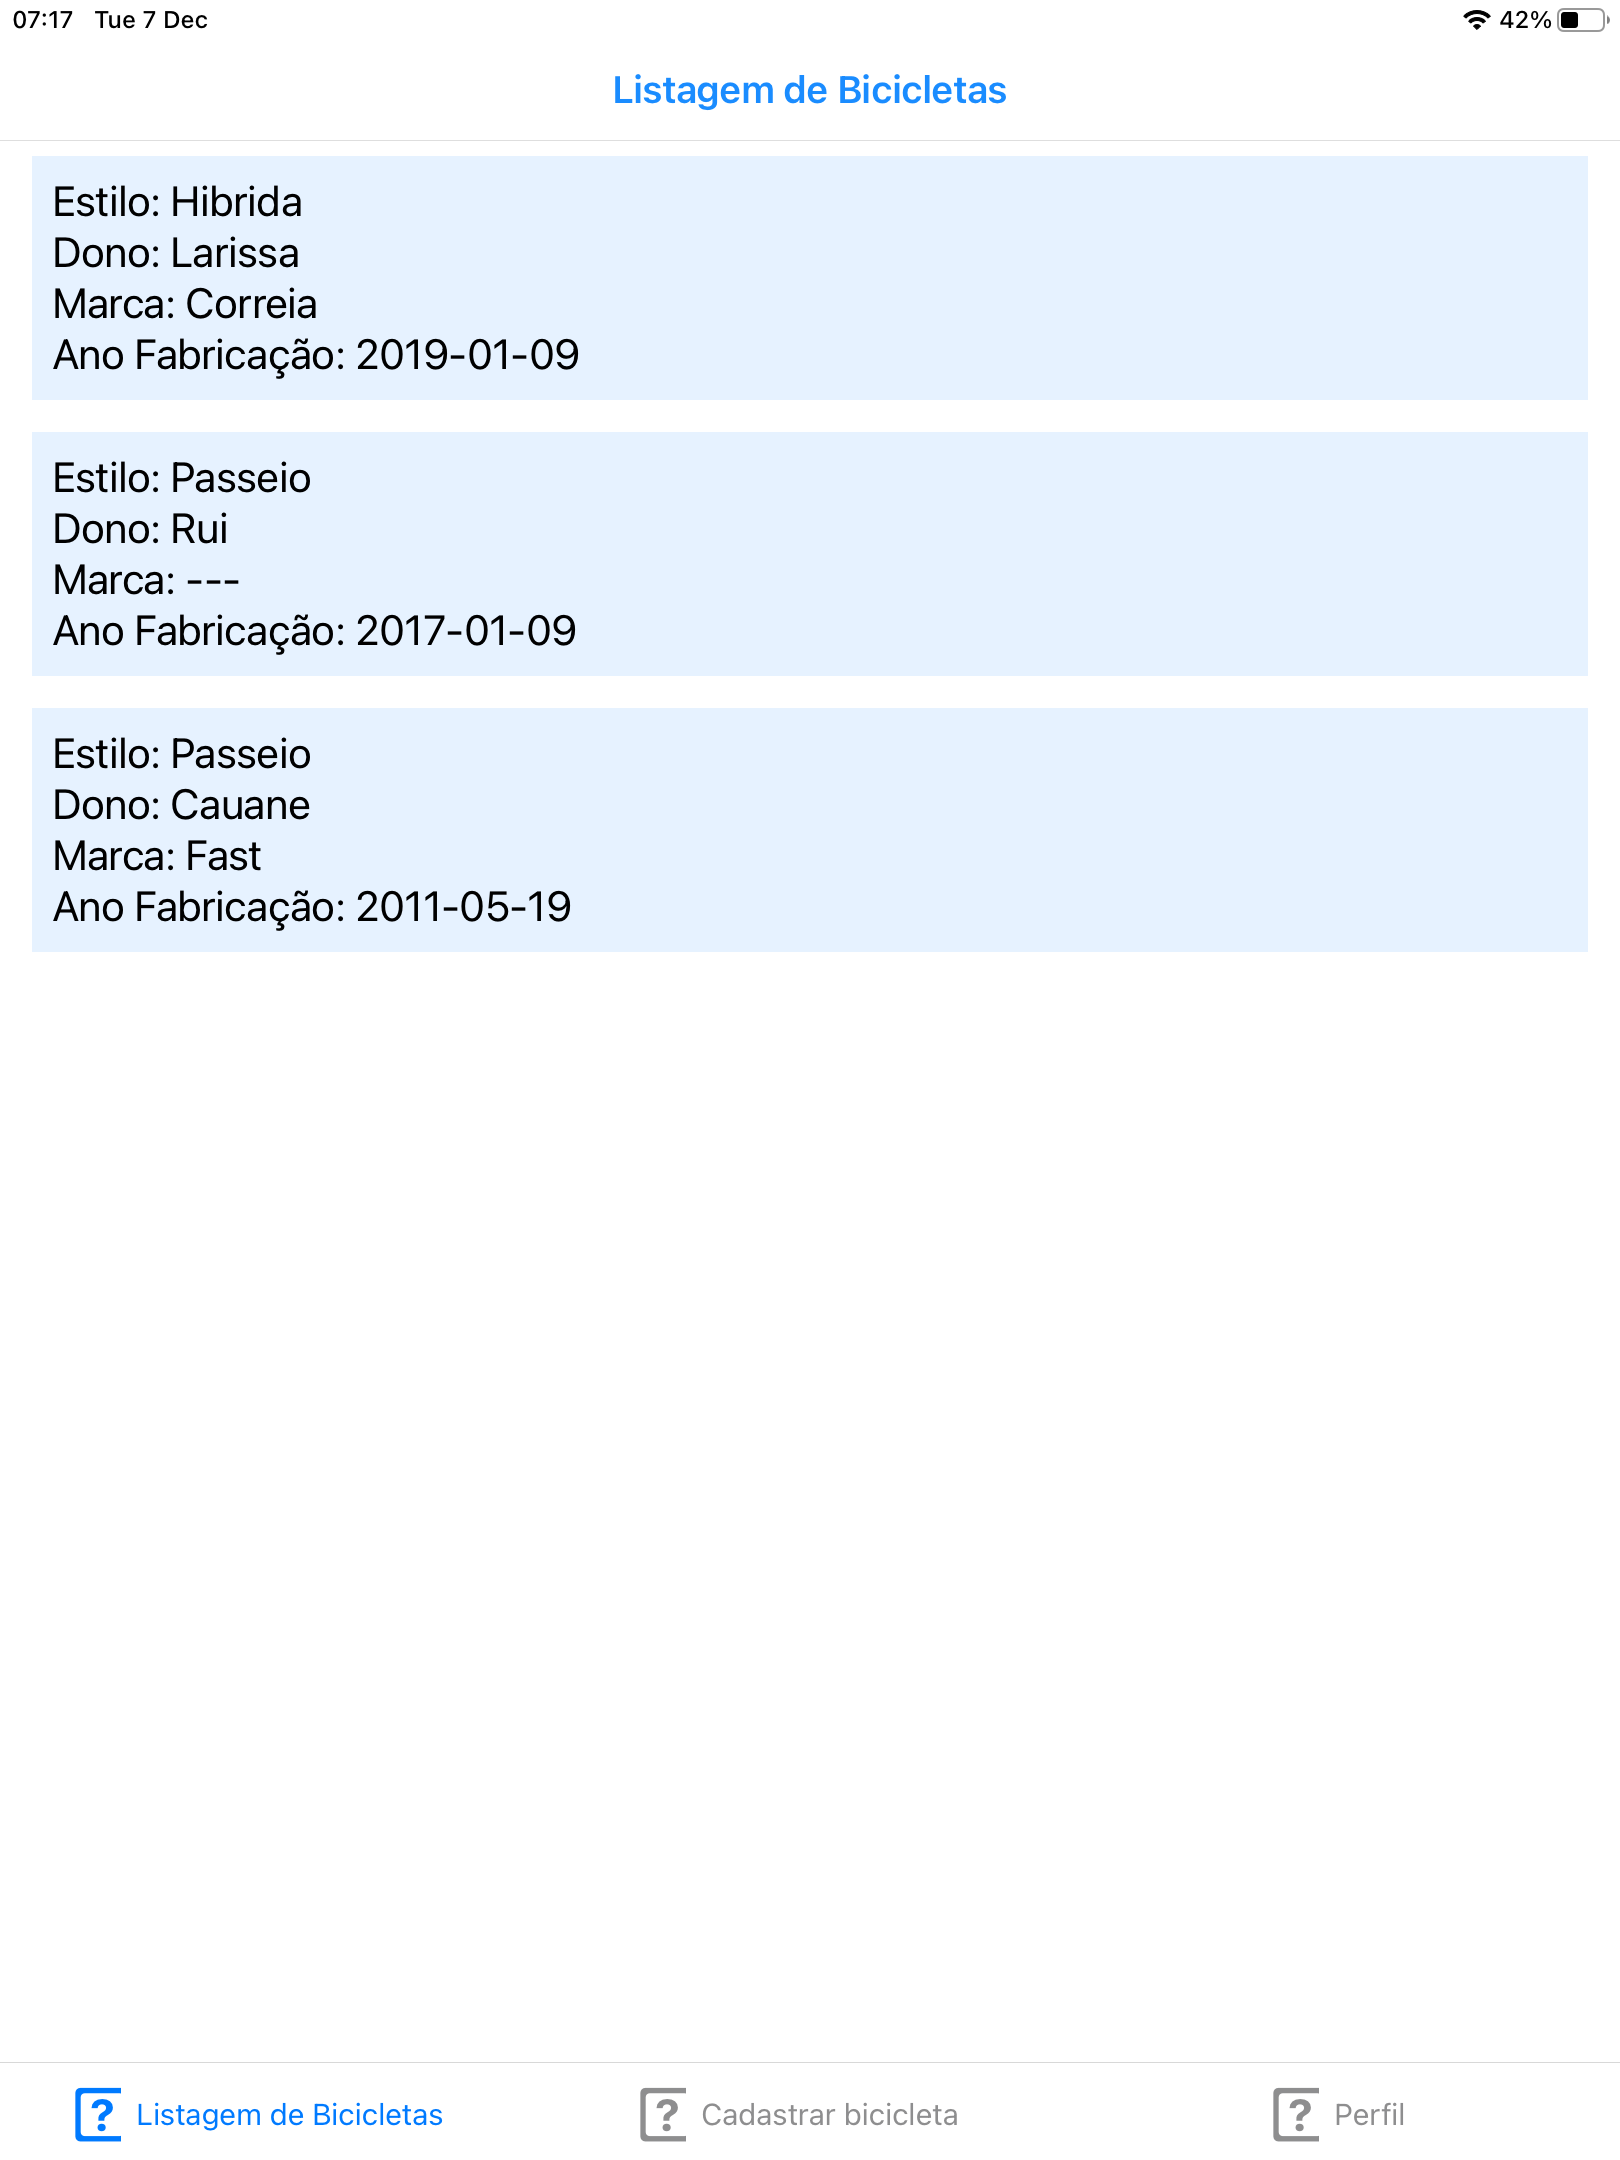 07:17 Tue 7 Dec 42%
Listagem de Bicicletas
Estilo: Hibrida
Dono: Larissa
Marca: Correia
Ano Fabricação: 2019-01-09
Estilo: Passeio
Dono: Rui
Marca: ---
Ano Fabricação: 2017-01-09
Estilo: Passeio
Dono: Cauane
Marca: Fast
Ano Fabricação: 2011-05-19
? Listagem de Bicicletas ? Cadastrar bicicleta ? Perfil